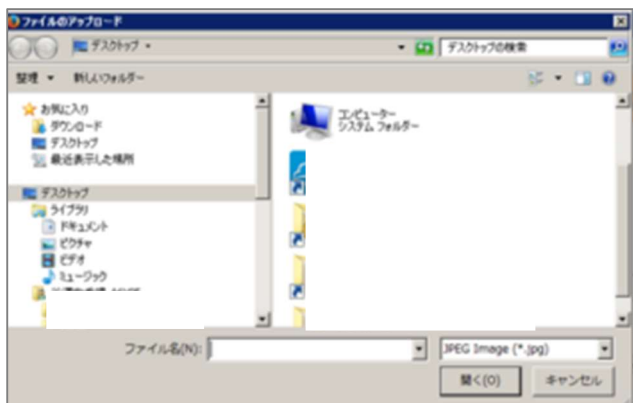 ファイルのアップロード
デスクトップ
デスクトップの検索
整理
新しいフォルダー
お気に入り
ダウンロード
デスクトップ
最近表示した場所
デスクトップ
ライブラリ
ドキュメント
ピクチャ
ビデオ
ミュージック
コンピューター
システム フォルダー
ファイル名(N):
JPEG Image (*.jpg)
開く(O)
キャンセル